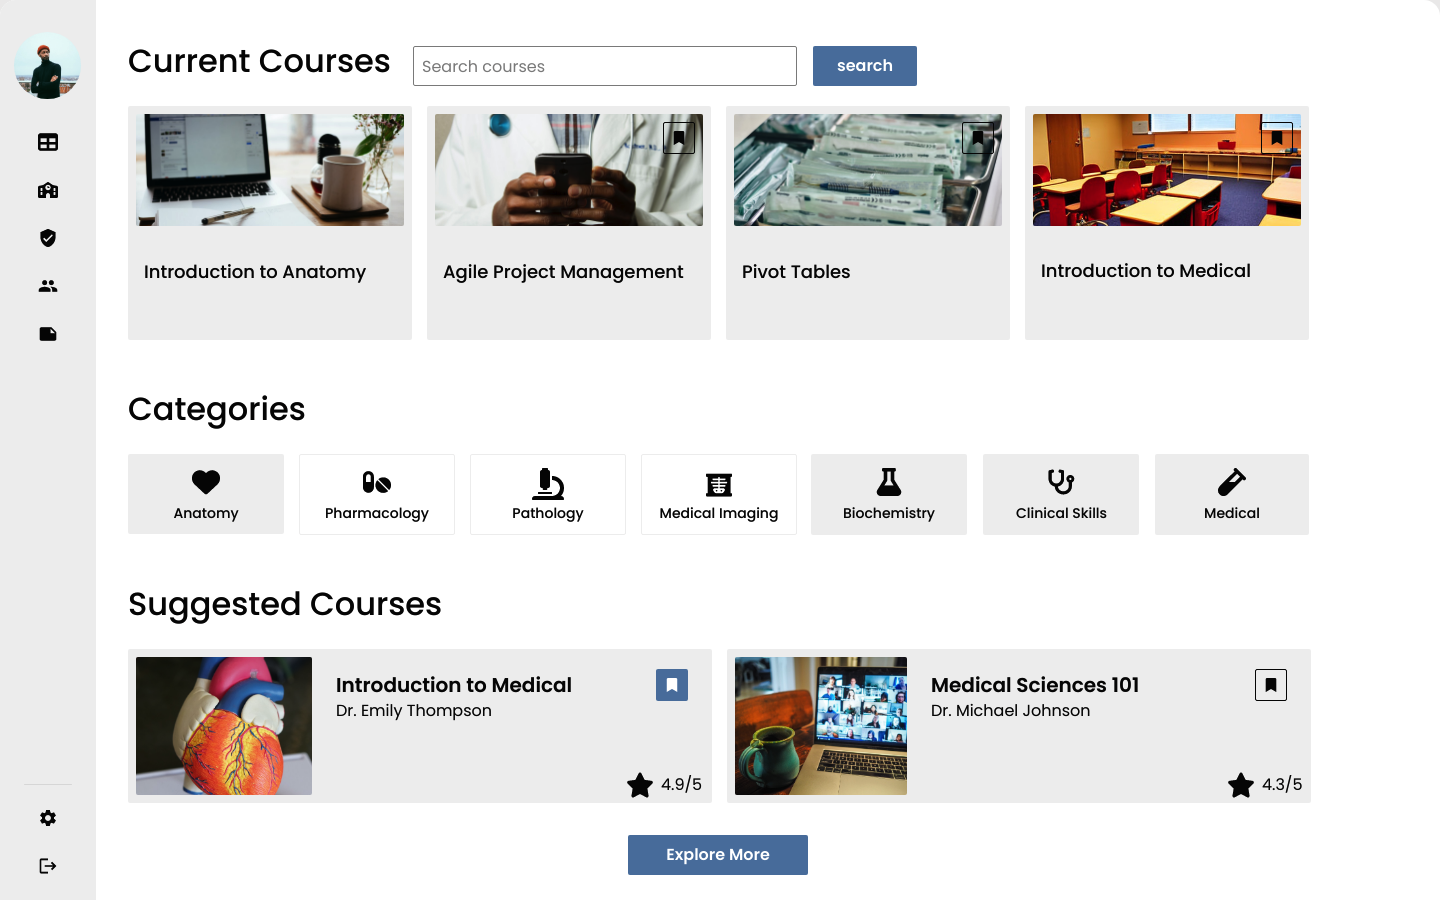 Current Courses
Search courses
search
Introduction to Anatomy
Agile Project Management
Pivot Tables
Introduction to Medical
Categories
Anatomy
Pharmacology
Pathology
Medical Imaging
Biochemistry
Clinical Skills
Medical
Suggested Courses
Introduction to Medical
Dr. Emily Thompson
4.9/5
Medical Sciences 101
Dr. Michael Johnson
4.3/5
Explore More